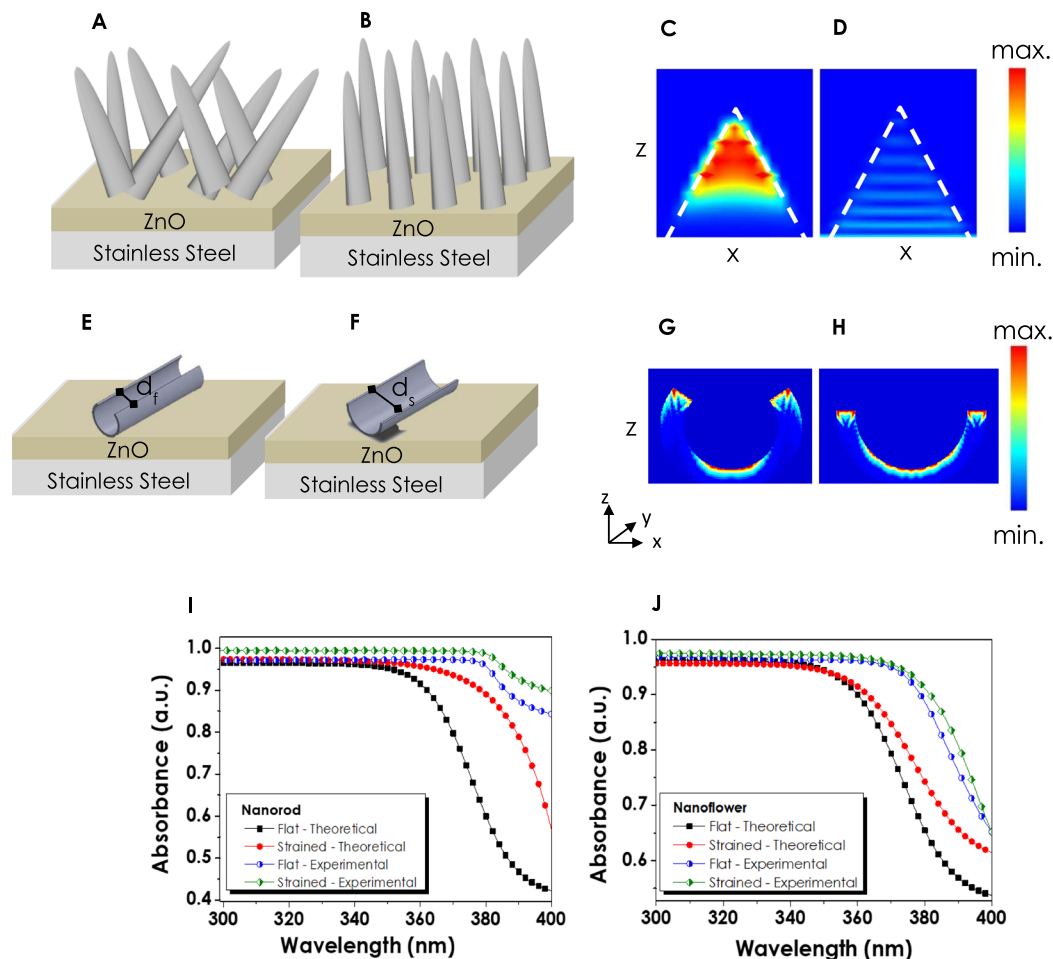 A
B
C
D
max.
min.
z
x
x
ZnO
Stainless Steel
ZnO
Stainless Steel
E
F
G
H
d
f
d
s
ZnO
Stainless Steel
ZnO
Stainless Steel
max.
min.
z
z
y
x
I
Absorbance (a.u.)
1.0
0.9
0.8
0.7
0.6
0.5
0.4
300 320 340 360 380 400
Wavelength (nm)
Nanorod
Flat - Theoretical
Strained - Theoretical
Flat - Experimental
Strained - Experimental
J
Absorbance (a.u.)
1.0
0.9
0.8
0.7
0.6
300 320 340 360 380 400
Wavelength (nm)
Nanoflower
Flat - Theoretical
Strained - Theoretical
Flat - Experimental
Strained - Experimental